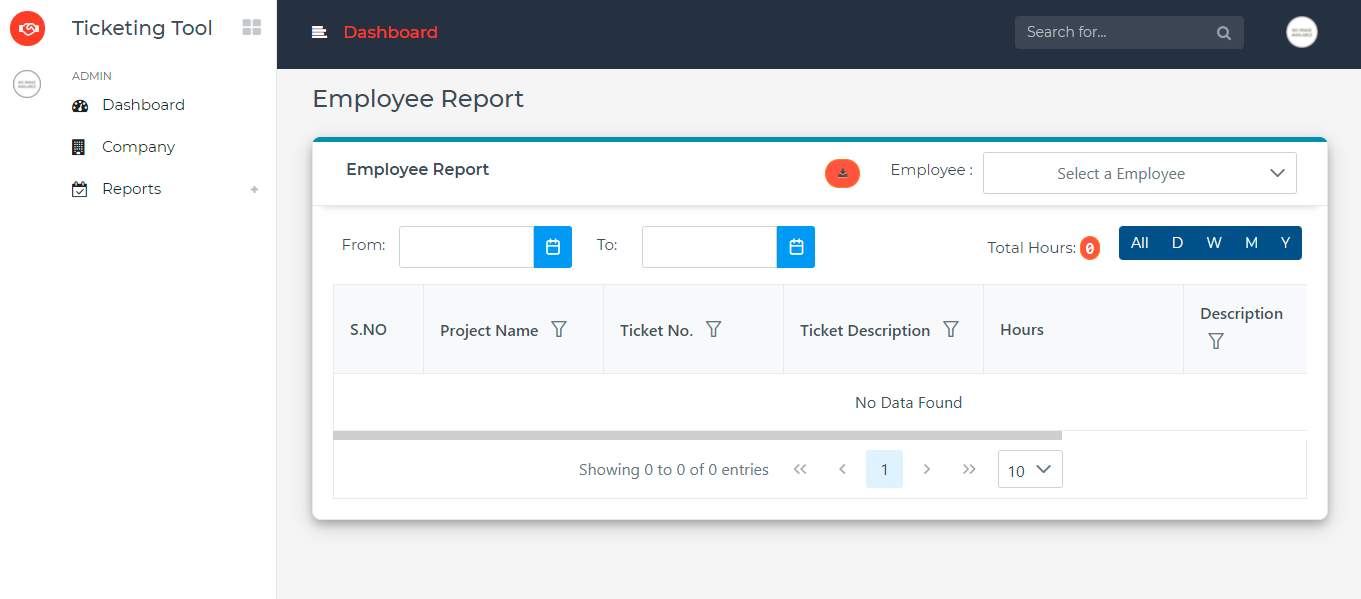 Ticketing Tool
Dashboard
Search for...
ADMIN
Dashboard
Company
Reports
Employee Report
Employee Report
Employee :
Select a Employee
From:
To:
Total Hours: 0
All D W M Y
S.NO
Project Name
Ticket No.
Ticket Description
Hours
Description
No Data Found
Showing 0 to 0 of 0 entries
1
10